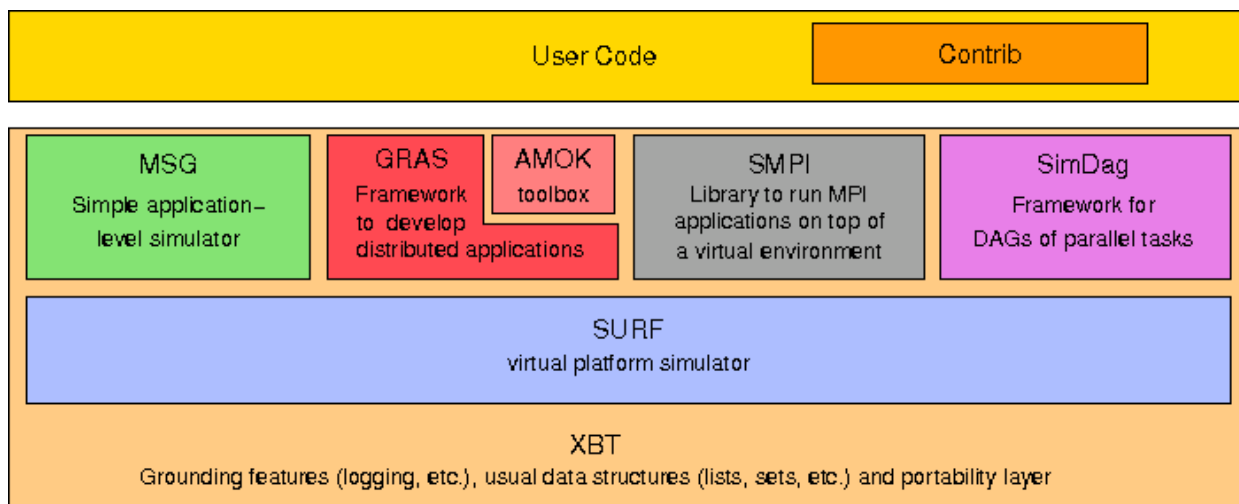 User Code
Contrib
MSG
Simple application–
level simulator
GRAS
Framework
to develop
distributed applications
AMOK
toolbox
SMPI
Library to run MPI
applications on top of
a virtual environment
SimDag
Framework for
DAGs of parallel tasks
SURF
virtual platform simulator
XBT
Grounding features (logging, etc.), usual data structures (lists, sets, etc.) and portability layer